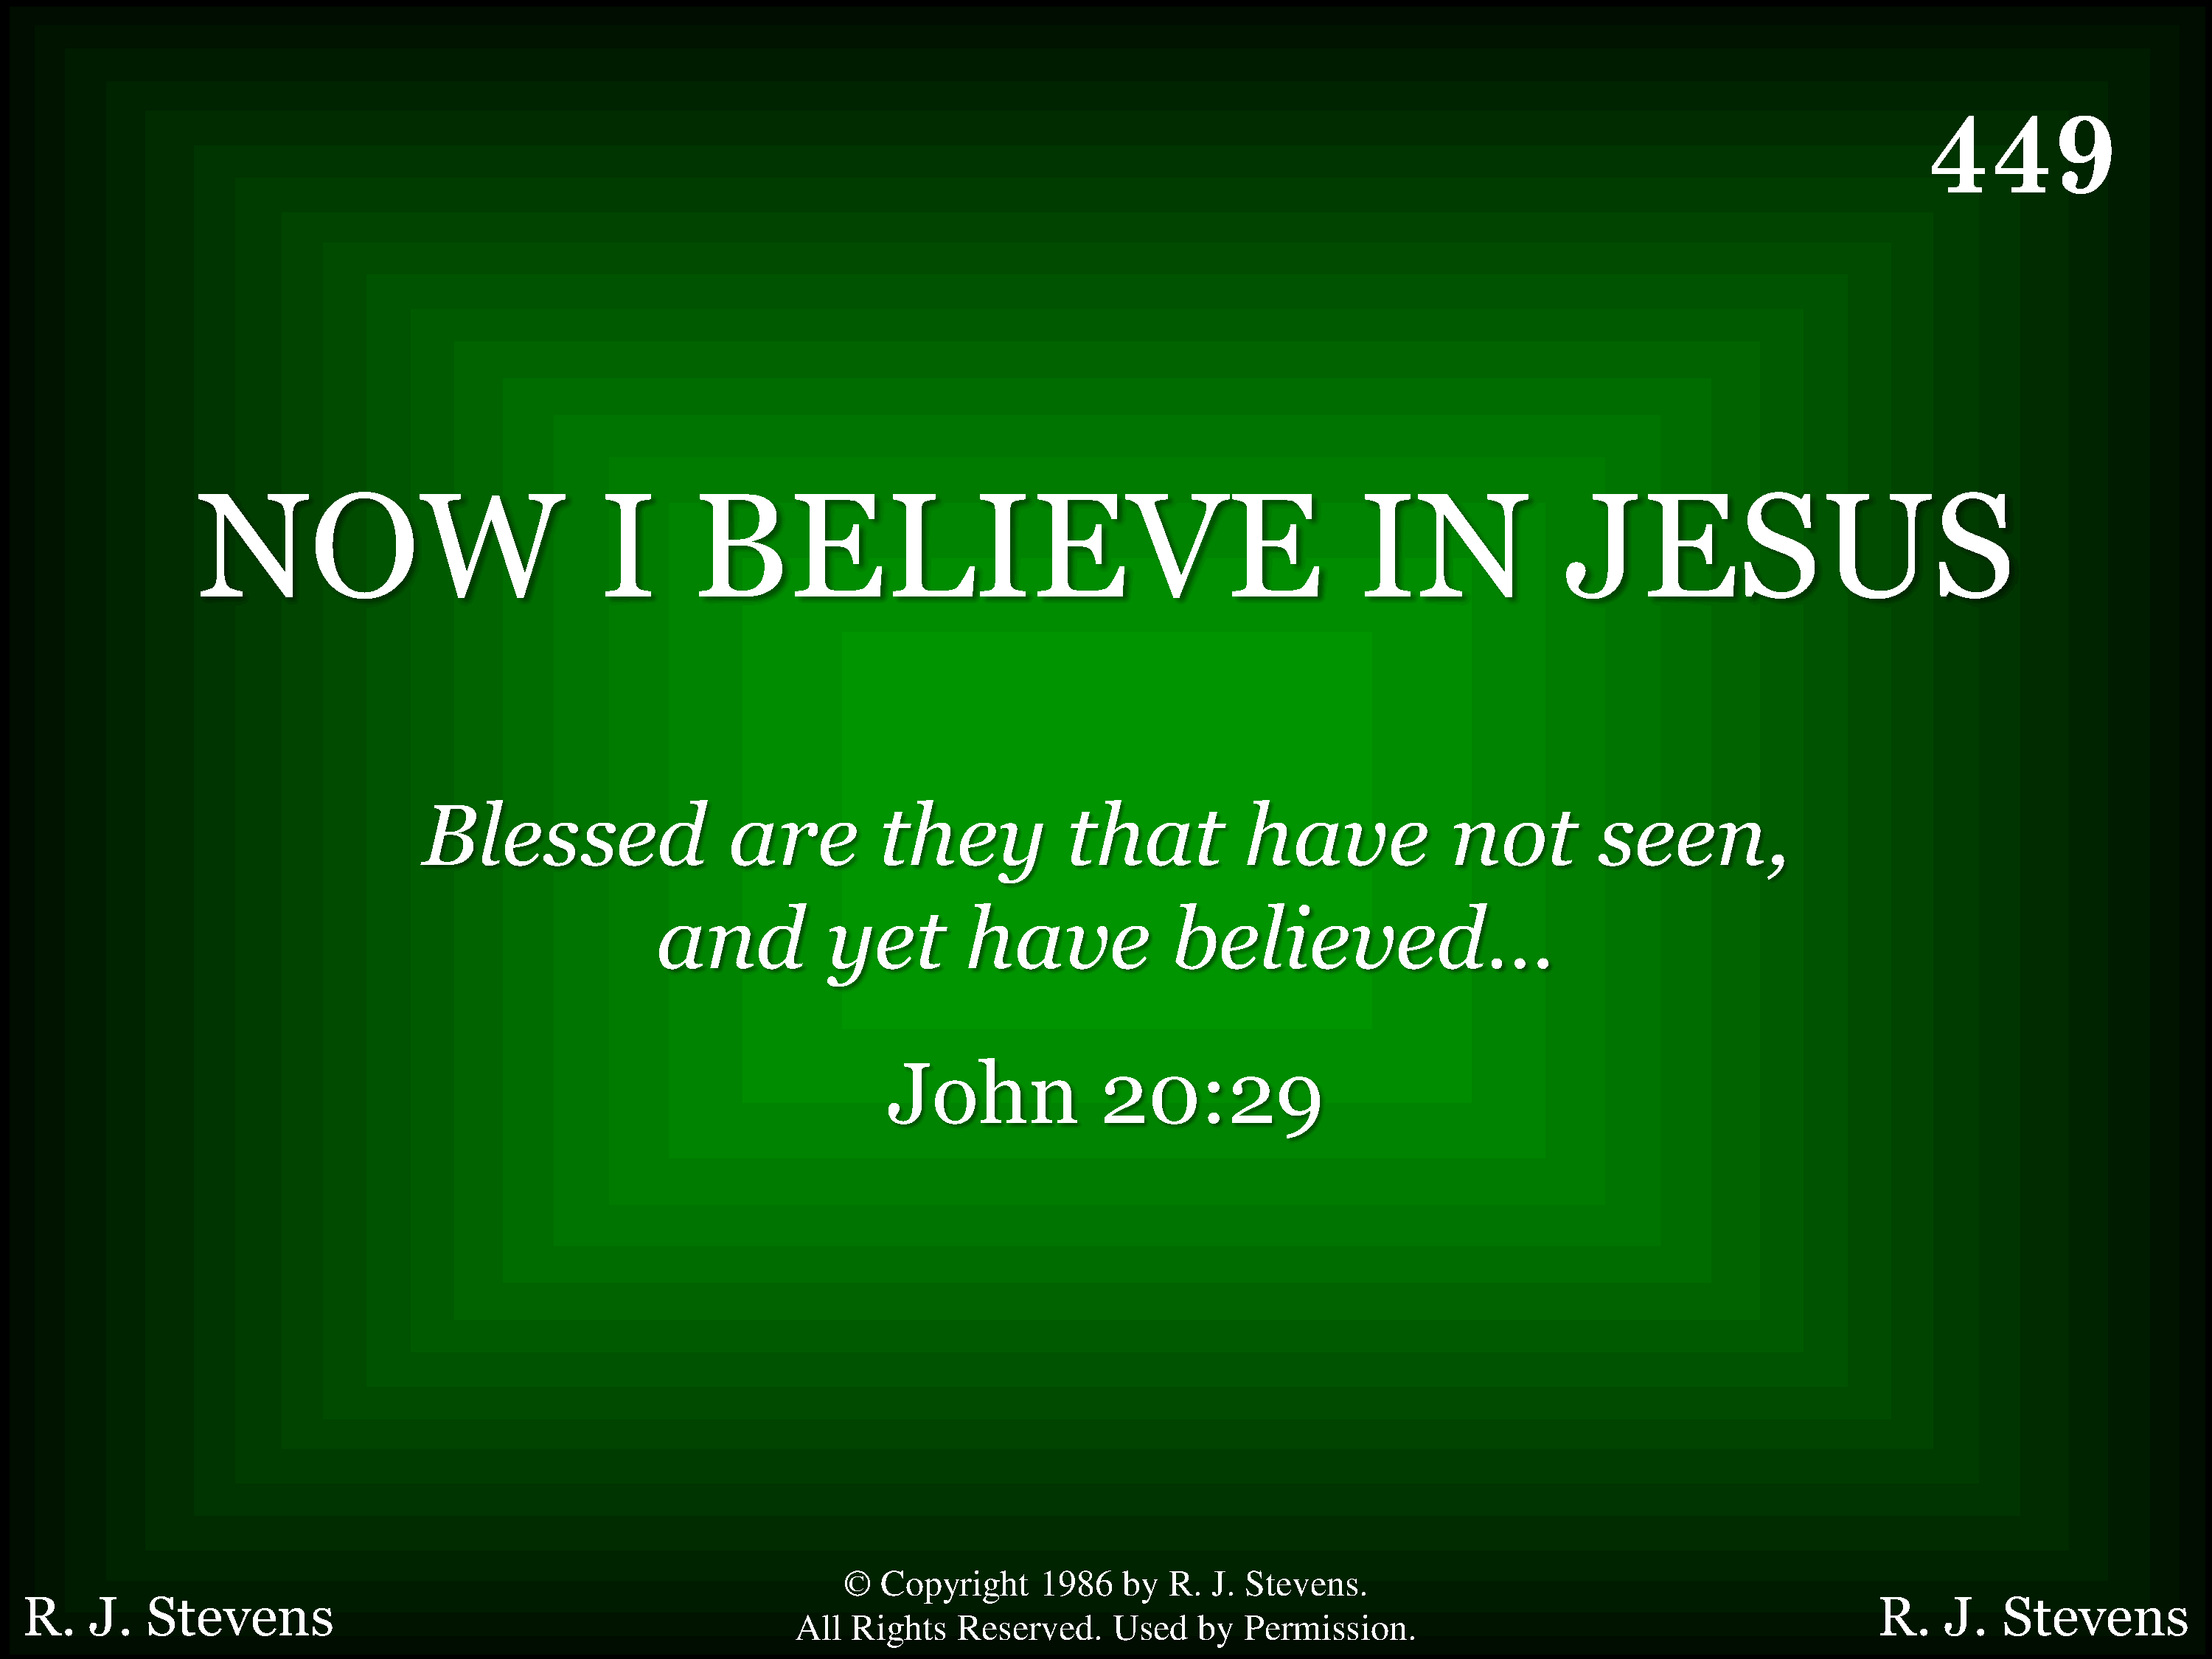 449
NOW I BELIEVE IN JESUS
Blessed are they that have not seen,
and yet have believed...
John 20:29
© Copyright 1986 by R. J. Stevens.
All Rights Reserved. Used by Permission.
R. J. Stevens
R. J. Stevens